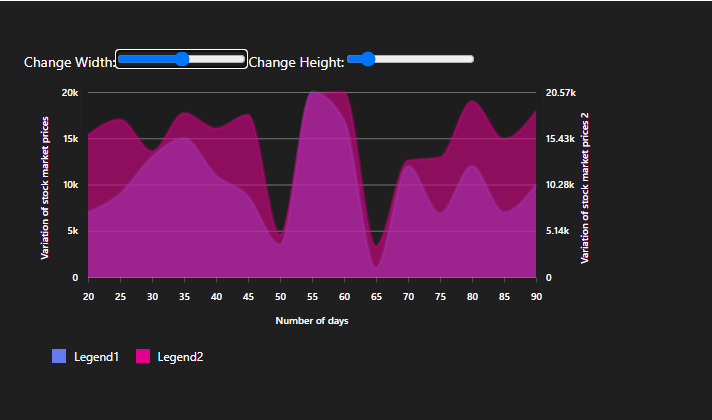 Change Width: Change Height:
20k 20.57k
15k 15.43k
10k 10.28k
5k 5.14k
0 0
Variation of stock market prices
Variation of stock market prices 2
20 25 30 35 40 45 50 55 60 65 70 75 80 85 90
Number of days
Legend1 Legend2